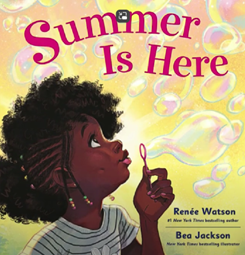 Summer
Is Here
Renée Watson
#1 New York Times bestselling author
Bea Jackson
New York Times bestselling illustrator